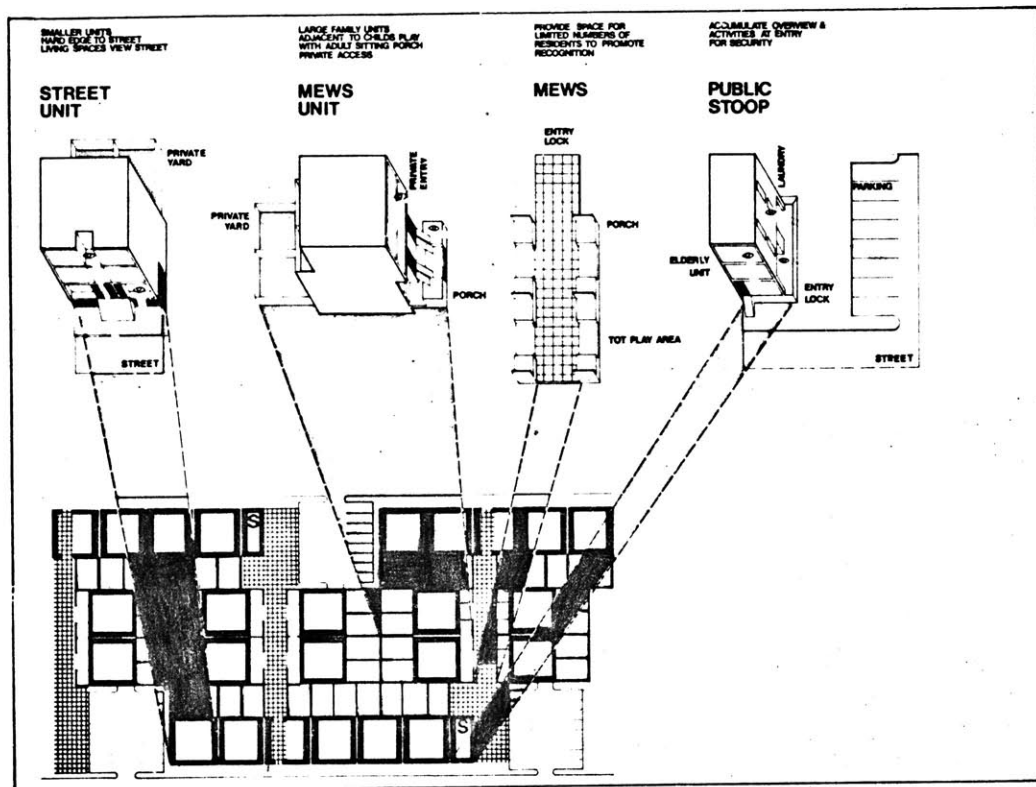 SMALLER UNITS
HARD EDGE TO STREET
LIVING SPACES VIEW STREET
STREET
UNIT
PRIVATE
YARD
STREET
LARGE FAMILY UNITS
ADJACENT TO CHILDS PLAY
WITH ADULT SITTING PORCH
PRIVATE ACCESS
MEWS
UNIT
PRIVATE
YARD
PRIVATE
ENTRY
PORCH
PROVIDE SPACE FOR
LIMITED NUMBERS OF
RESIDENTS TO PROMOTE
RECOGNITION
MEWS
ENTRY
LOCK
PORCH
TOT PLAY AREA
ACCUMULATE OVERVIEW &
ACTIVITIES AT ENTRY
FOR SECURITY
PUBLIC
STOOP
LAUNDRY
PARKING
ELDERLY
UNIT
ENTRY
LOCK
STREET
S
S